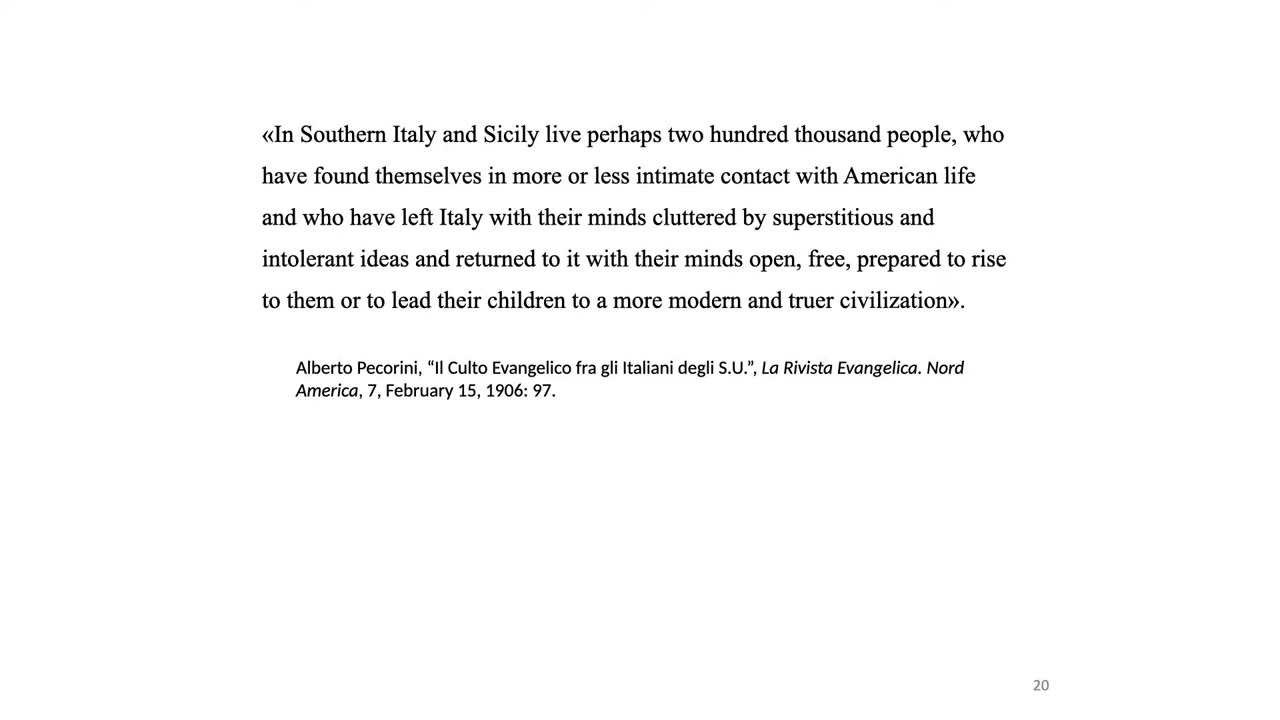 «In Southern Italy and Sicily live perhaps two hundred thousand people, who
have found themselves in more or less intimate contact with American life
and who have left Italy with their minds cluttered by superstitious and
intolerant ideas and returned to it with their minds open, free, prepared to rise
to them or to lead their children to a more modern and truer civilization».
Alberto Pecorini, “Il Culto Evangelico fra gli Italiani degli S.U.”, La Rivista Evangelica. Nord
America, 7, February 15, 1906: 97.
20